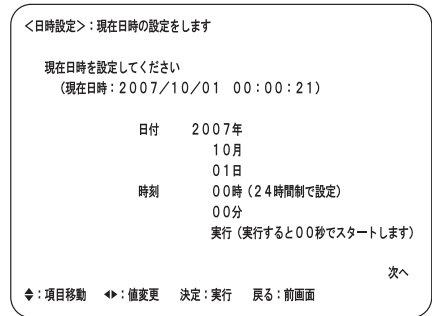 <日時設定>：現在日時の設定をします
現在日時を設定してください
（現在日時：２００７／１０／０１　００：００：２１）
日付　２００７年
１０月
０１日
時刻　００時（２４時間制で設定）
００分
実行（実行すると００秒でスタートします）
次へ
◆：項目移動　◀▶：値変更　決定：実行　戻る：前画面